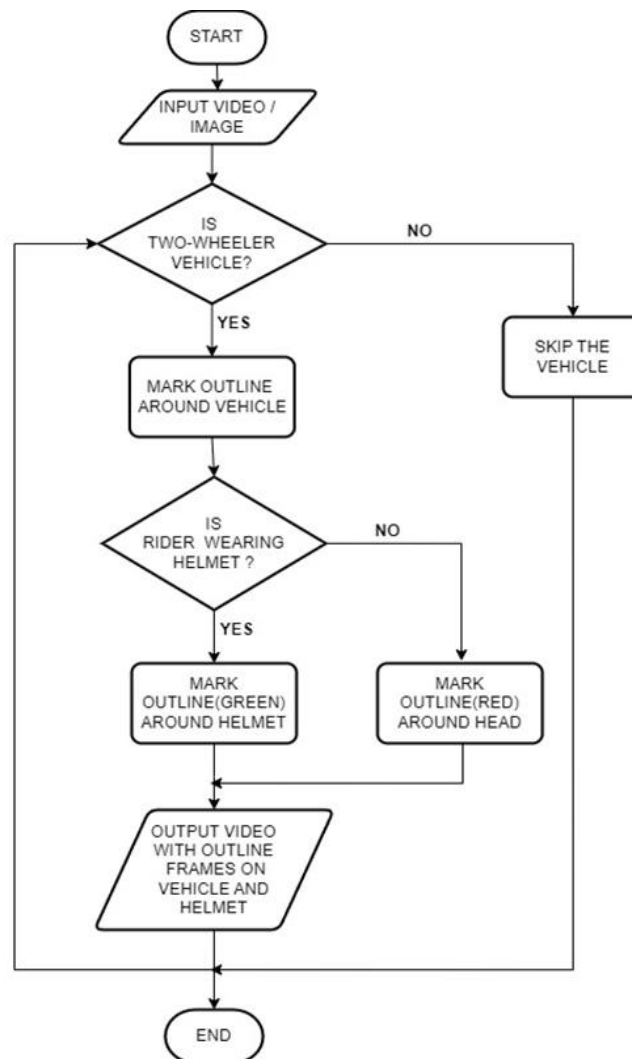 START
INPUT VIDEO /
IMAGE
IS
TWO-WHEELER
VEHICLE?
NO
YES
SKIP THE
VEHICLE
MARK OUTLINE
AROUND VEHICLE
IS
RIDER WEARING
HELMET ?
NO
YES
MARK
OUTLINE(GREEN)
AROUND HELMET
MARK
OUTLINE(RED)
AROUND HEAD
OUTPUT VIDEO
WITH OUTLINE
FRAMES ON
VEHICLE AND
HELMET
END